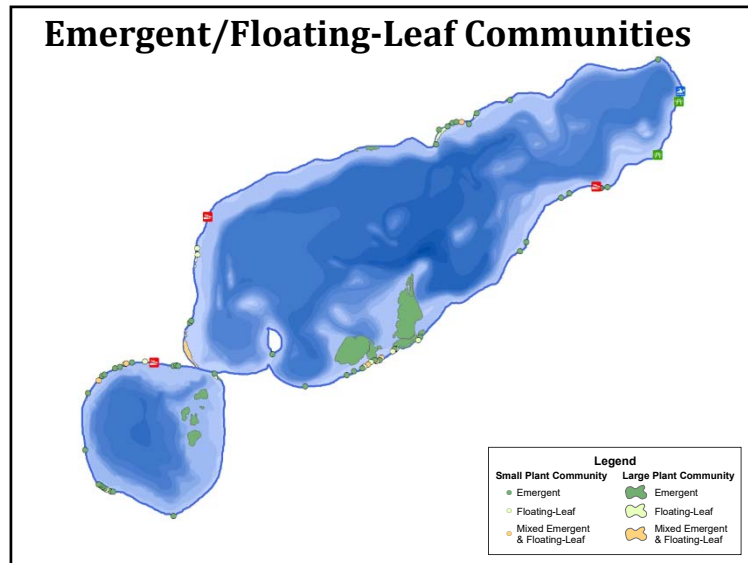 Emergent/Floating-Leaf Communities
Legend
Small Plant Community
Large Plant Community
Emergent
Floating-Leaf
Mixed Emergent
& Floating-Leaf
Emergent
Floating-Leaf
Mixed Emergent
& Floating-Leaf